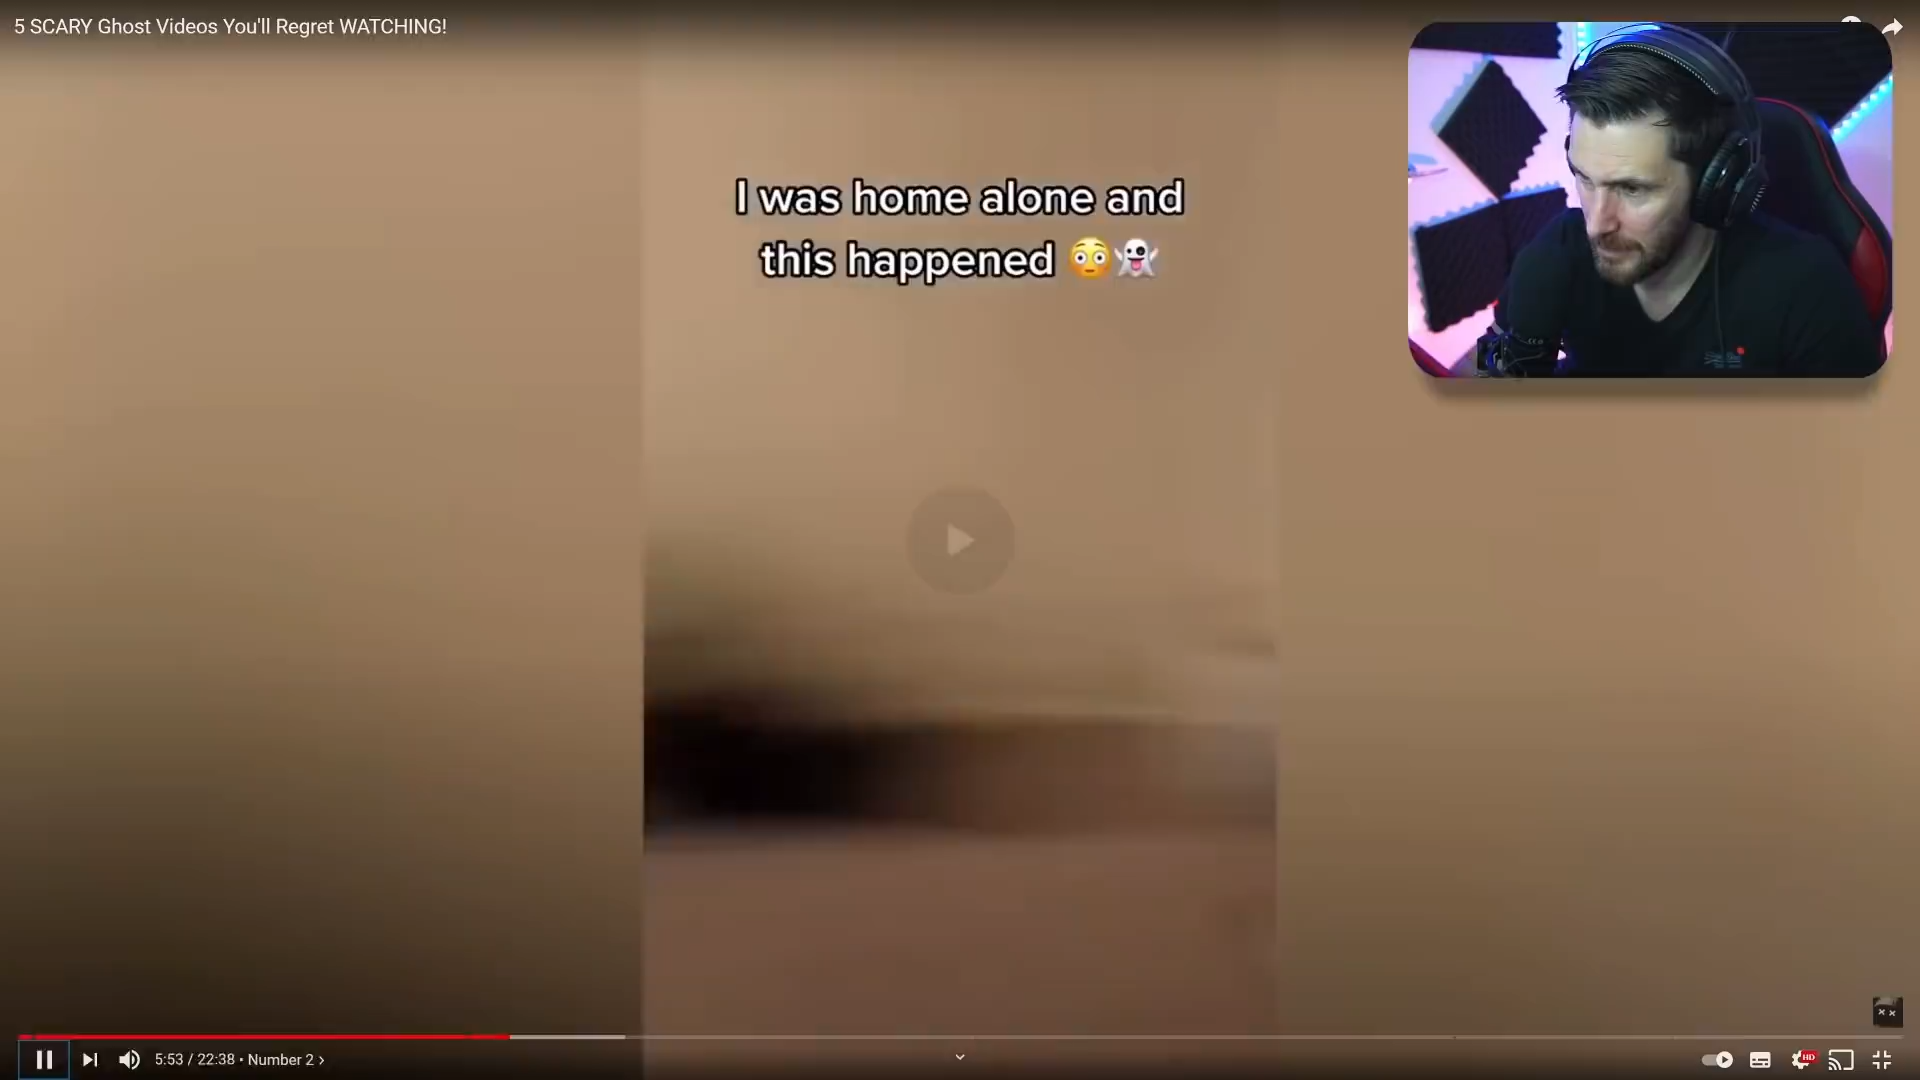 5 SCARY Ghost Videos You'll Regret WATCHING!
I was home alone and
this happened 😳👻
5:53 / 22:38 • Number 2 ›
HD